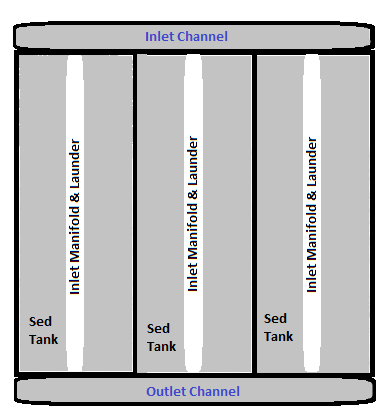 Inlet Channel
Inlet Manifold & Launder
Inlet Manifold & Launder
Inlet Manifold & Launder
Sed
Tank
Sed
Tank
Sed
Tank
Outlet Channel